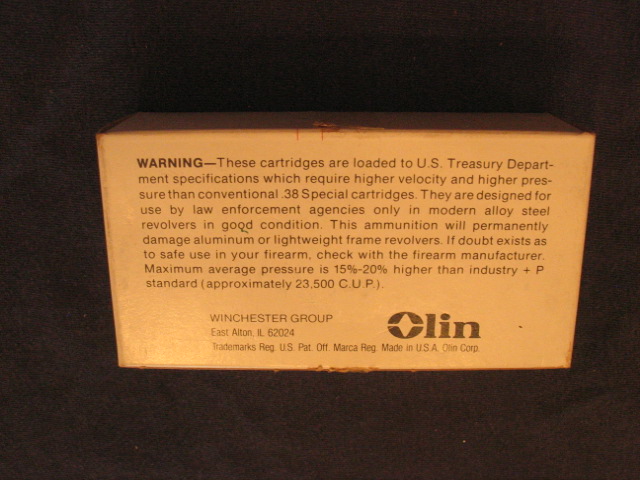 WARNING—These cartridges are loaded to U.S. Treasury Depart-
ment specifications which require higher velocity and higher pres-
sure than conventional .38 Special cartridges. They are designed for
use by law enforcement agencies only in modern alloy steel
revolvers in good condition. This ammunition will permanently
damage aluminum or lightweight frame revolvers. If doubt exists as
to safe use in your firearm, check with the firearm manufacturer.
Maximum average pressure is 15%-20% higher than industry + P
standard (approximately 23,500 C.U.P.).
WINCHESTER GROUP
East Alton, IL 62024
Olin
Trademarks Reg. U.S. Pat. Off. Marca Reg. Made in U.S.A. Olin Corp.